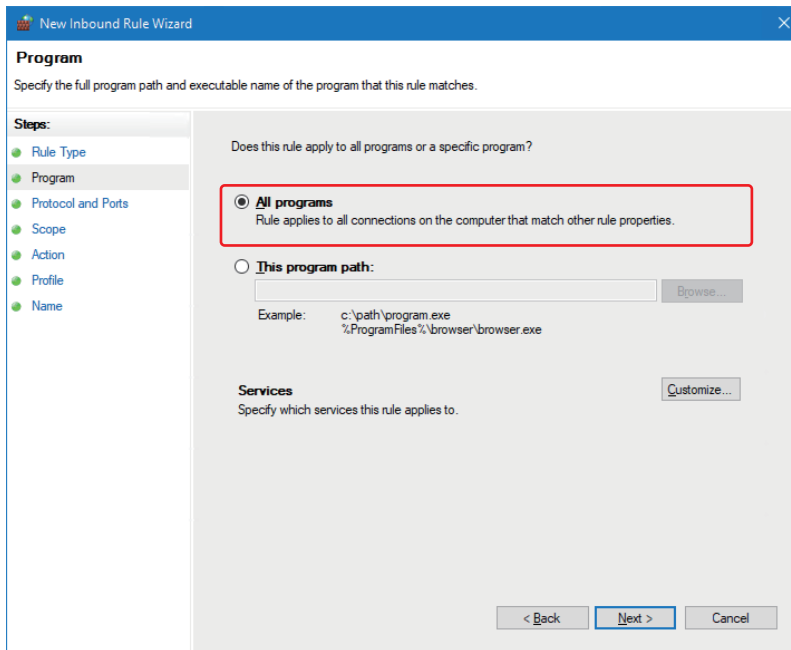 New Inbound Rule Wizard
Program
Specify the full program path and executable name of the program that this rule matches.
Steps:
Rule Type
Program
Protocol and Ports
Scope
Action
Profile
Name
Does this rule apply to all programs or a specific program?
All programs
Rule applies to all connections on the computer that match other rule properties.
This program path:
Browse...
Example: c:\path\program.exe
%ProgramFiles%\browser\browser.exe
Services
Customize...
Specify which services this rule applies to.
< Back Next > Cancel